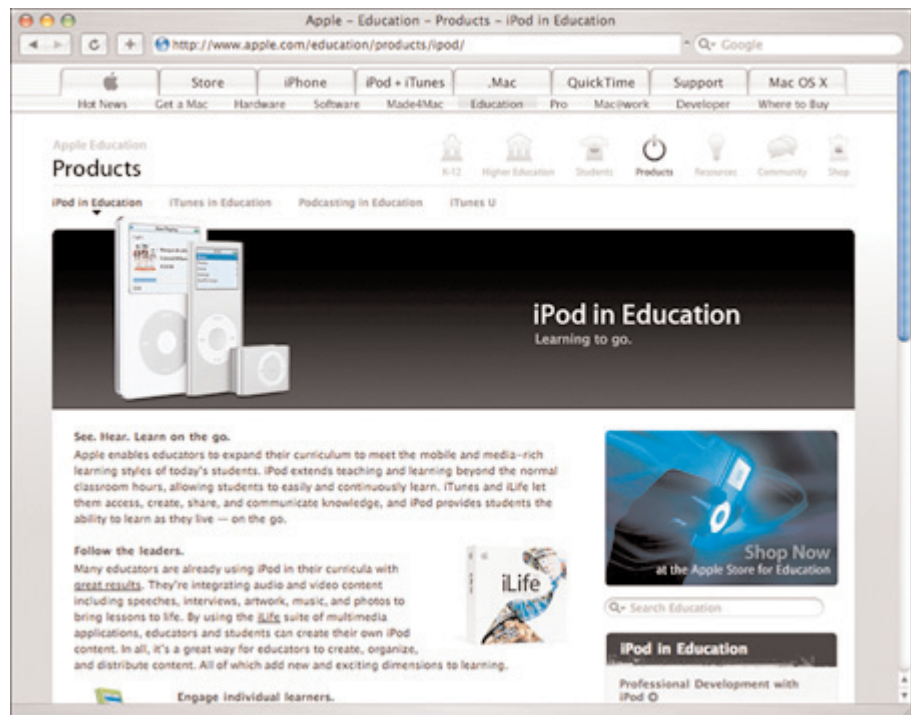 Apple – Education – Products – iPod in Education
http://www.apple.com/education/products/ipod/
Google
Store iPhone iPod + iTunes .Mac QuickTime Support Mac OS X
Hot News Get a Mac Hardware Software Made4Mac Education Pro Mac@work Developer Where to Buy
Apple Education
Products
K-12 Higher Education Students Products Resources Community Shop
iPod in Education iTunes in Education Podcasting in Education iTunes U
iPod in Education
Learning to go.
See. Hear. Learn on the go.
Apple enables educators to expand their curriculum to meet the mobile and media-rich
learning styles of today's students. iPod extends teaching and learning beyond the normal
classroom hours, allowing students to easily and continuously learn. iTunes and iLife let
them access, create, share, and communicate knowledge, and iPod provides students the
ability to learn as they live — on the go.
Follow the leaders.
Many educators are already using iPod in their curricula with
great results. They're integrating audio and video content
including speeches, interviews, artwork, music, and photos to
bring lessons to life. By using the iLife suite of multimedia
applications, educators and students can create their own iPod
content. In all, it's a great way for educators to create, organize,
and distribute content. All of which add new and exciting dimensions to learning.
iLife
Engage individual learners.
Shop Now
at the Apple Store for Education
Search Education
iPod in Education
Professional Development with
iPod